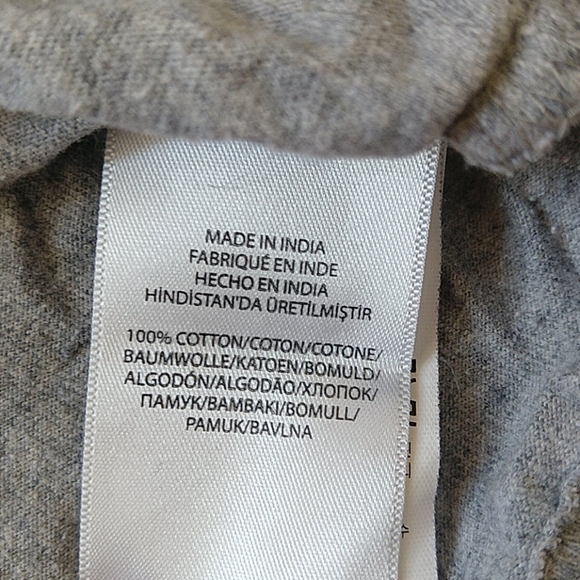 MADE IN INDIA
FABRIQUÉ EN INDE
HECHO EN INDIA
HİNDİSTAN'DA ÜRETİLMİŞTİR
100% COTTON/COTON/COTONE/
BAUMWOLLE/KATOEN/BOMULD/
ALGODÓN/ALGODÃO/ХЛОПОК/
ПАМУК/BAMBAKI/BOMULL/
PAMUK/BAVLNA